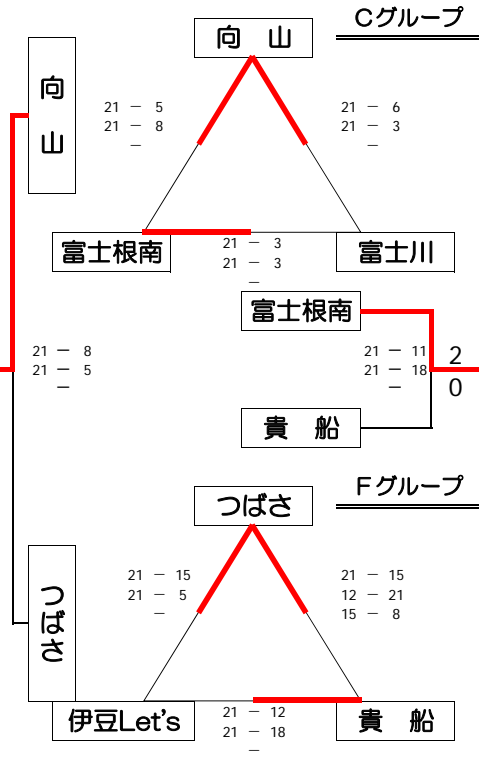 Cグループ
向 山
向 山
21 － 5
21 － 8
－
21 － 6
21 － 3
－
富士根南
21 － 3
21 － 3
－
富士川
富士根南
21 － 8
21 － 5
－
21 － 11
21 － 18
－
2
0
貴 船
Fグループ
つばさ
つばさ
21 － 15
21 － 5
－
21 － 15
12 － 21
15 － 8
伊豆Let's
21 － 12
21 － 18
－
貴 船